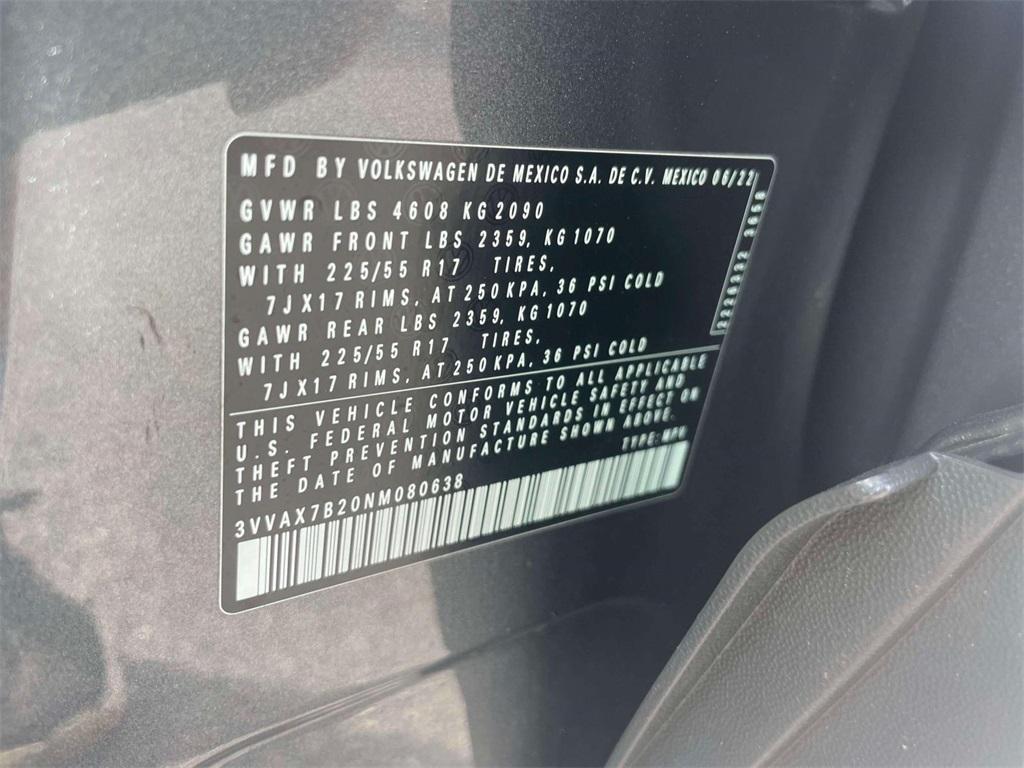 MFD BY VOLKSWAGEN DE MEXICO S.A. DE C.V. MEXICO 06/22
GVWR LBS 4608 KG 2090
GAWR FRONT LBS 2359, KG 1070
WITH 225/55 R17 TIRES,
7JX17 RIMS, AT 250 KPA, 36 PSI COLD
GAWR REAR LBS 2359, KG 1070
WITH 225/55 R17 TIRES,
7JX17 RIMS, AT 250 KPA, 36 PSI COLD
THIS VEHICLE CONFORMS TO ALL APPLICABLE
U.S. FEDERAL MOTOR VEHICLE SAFETY AND
THEFT PREVENTION STANDARDS IN EFFECT ON
THE DATE OF MANUFACTURE SHOWN ABOVE.
TYPE: MPV
3VVAX7B20NM080638